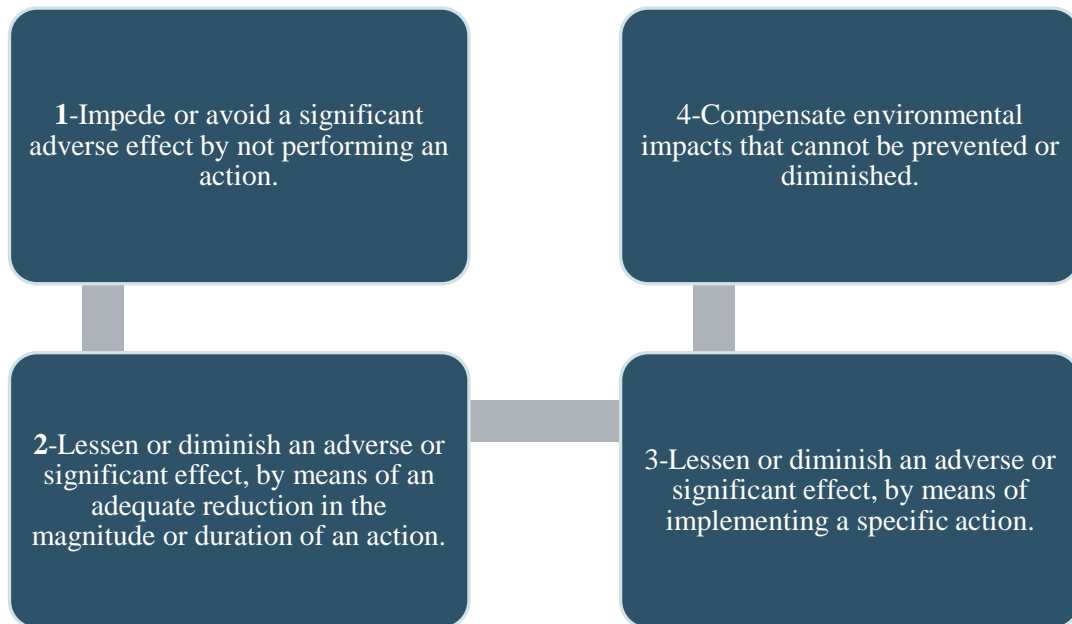 1-Impede or avoid a significant
adverse effect by not performing an
action.
2-Lessen or diminish an adverse or
significant effect, by means of an
adequate reduction in the
magnitude or duration of an action.
3-Lessen or diminish an adverse or
significant effect, by means of
implementing a specific action.
4-Compensate environmental
impacts that cannot be prevented or
diminished.